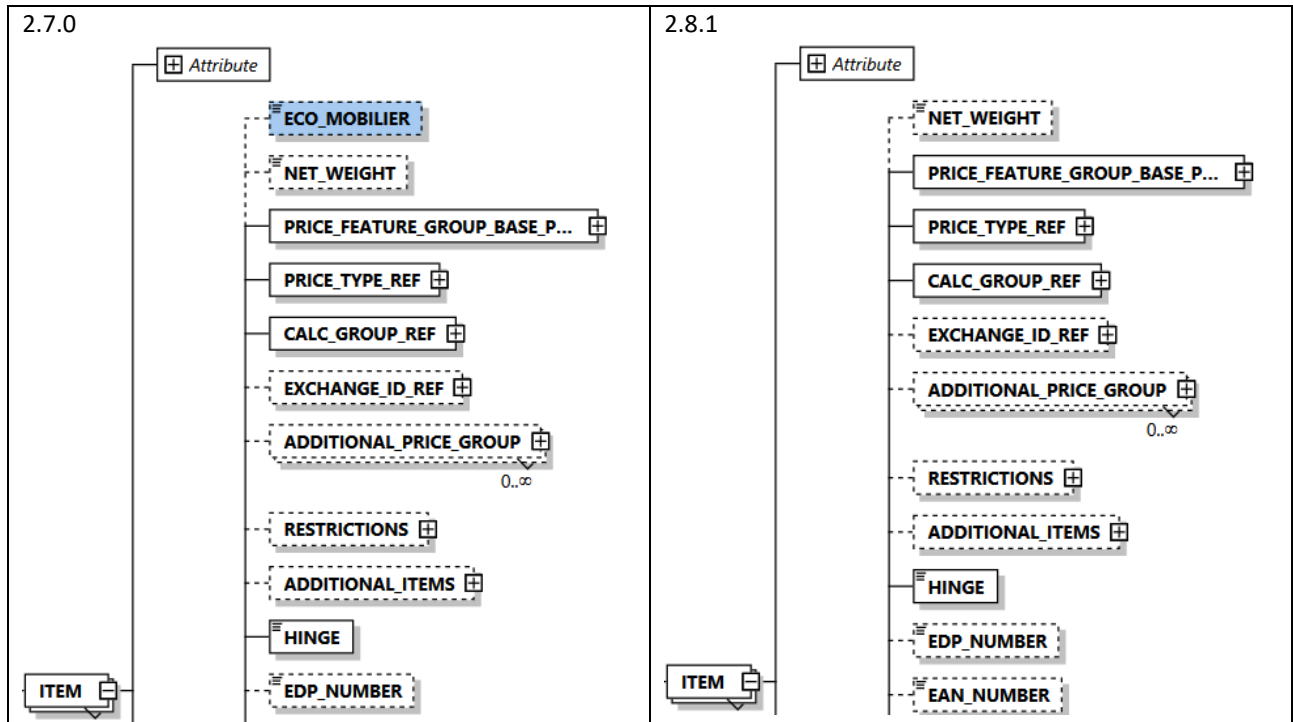 2.7.0
Attribute
ECO_MOBILIER
NET_WEIGHT
PRICE_FEATURE_GROUP_BASE_P...
PRICE_TYPE_REF
CALC_GROUP_REF
EXCHANGE_ID_REF
ADDITIONAL_PRICE_GROUP
0..∞
RESTRICTIONS
ADDITIONAL_ITEMS
HINGE
ITEM
EDP_NUMBER
2.8.1
Attribute
NET_WEIGHT
PRICE_FEATURE_GROUP_BASE_P...
PRICE_TYPE_REF
CALC_GROUP_REF
EXCHANGE_ID_REF
ADDITIONAL_PRICE_GROUP
0..∞
RESTRICTIONS
ADDITIONAL_ITEMS
HINGE
EDP_NUMBER
ITEM
EAN_NUMBER